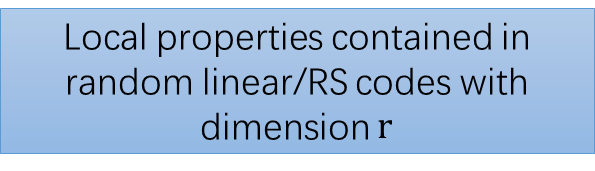 Local properties contained in
random linear/RS codes with
dimension r